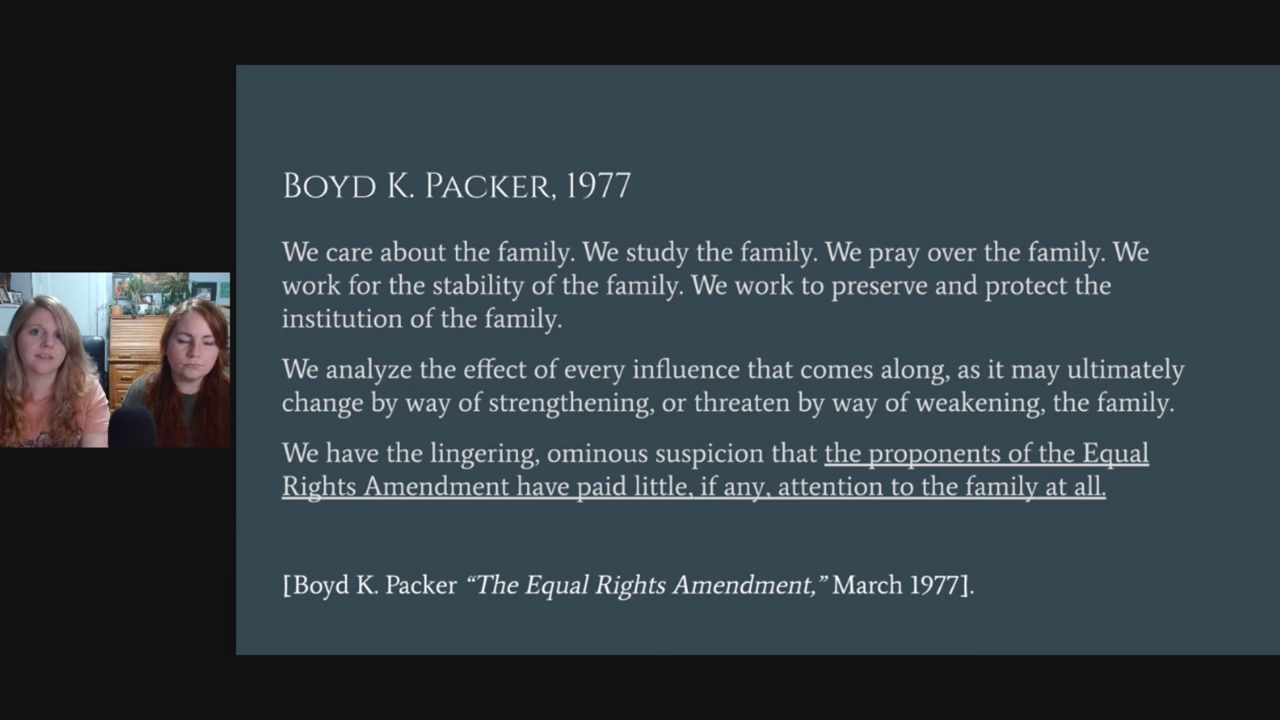 BOYD K. PACKER, 1977
We care about the family. We study the family. We pray over the family. We
work for the stability of the family. We work to preserve and protect the
institution of the family.
We analyze the effect of every influence that comes along, as it may ultimately
change by way of strengthening, or threaten by way of weakening, the family.
We have the lingering, ominous suspicion that the proponents of the Equal
Rights Amendment have paid little, if any, attention to the family at all.
[Boyd K. Packer “The Equal Rights Amendment,” March 1977].